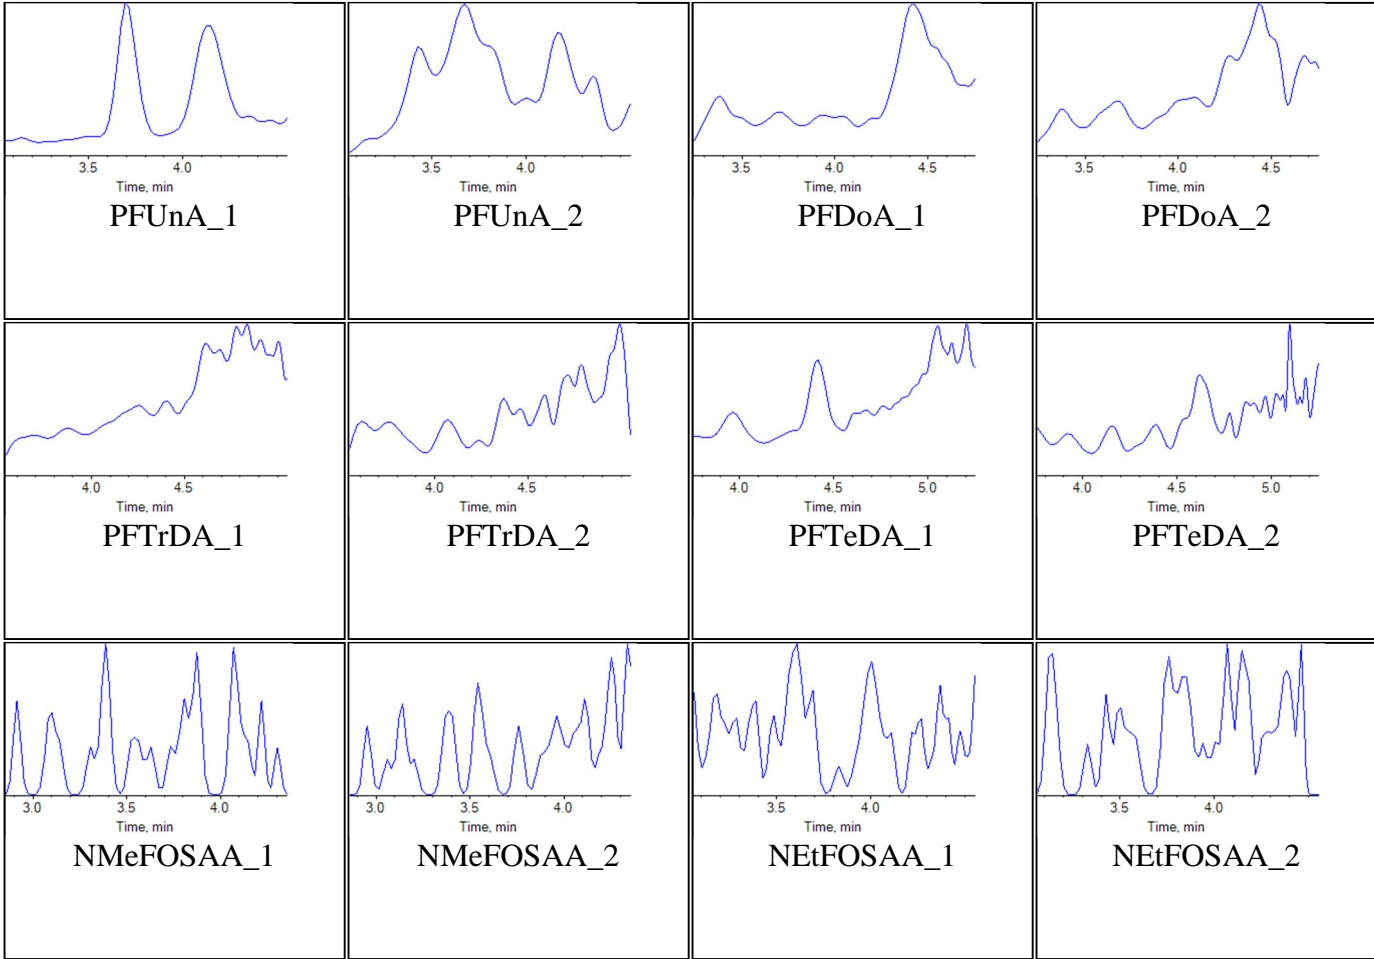 3.5 4.0
Time, min
PFUnA_1
3.5 4.0
Time, min
PFUnA_2
3.5 4.0 4.5
Time, min
PFDoA_1
3.5 4.0 4.5
Time, min
PFDoA_2
4.0 4.5
Time, min
PFTrDA_1
4.0 4.5
Time, min
PFTrDA_2
4.0 4.5 5.0
Time, min
PFTeDA_1
4.0 4.5 5.0
Time, min
PFTeDA_2
3.0 3.5 4.0
Time, min
NMeFOSAA_1
3.0 3.5 4.0
Time, min
NMeFOSAA_2
3.5 4.0
Time, min
NEtFOSAA_1
3.5 4.0
Time, min
NEtFOSAA_2